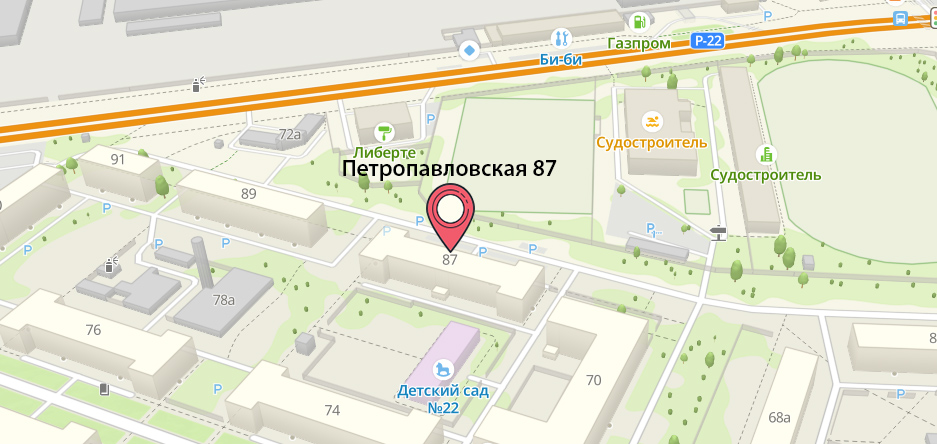 Р-22
Газпром
Би-би
72а
Либерте
Судостроитель
91
Петропавловская 87
Судостроитель
89
P
P
P
P
P
P
P
P
87
78а
76
Детский сад
№22
70
74
68а
8
P
P